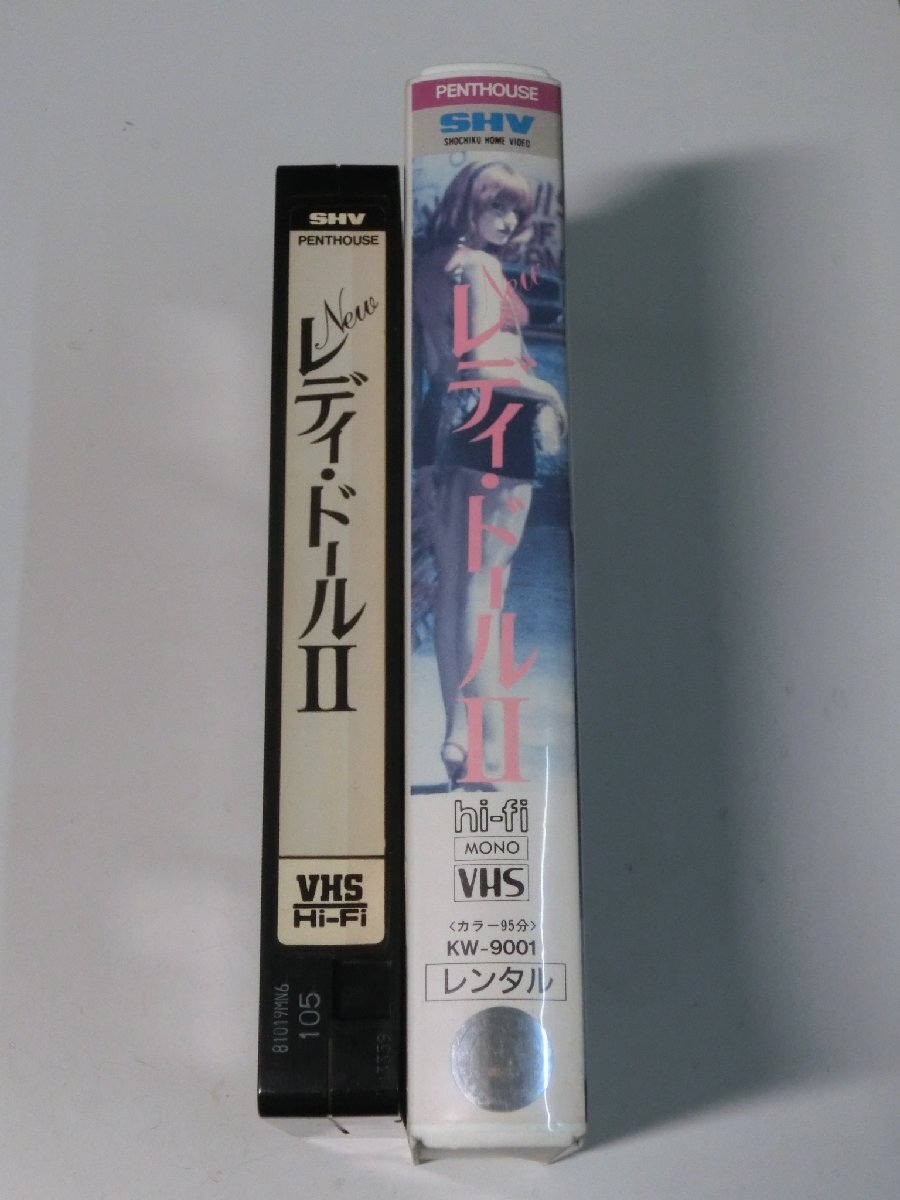 SHV
PENTHOUSE
New
レディ・ドールII
VHS
Hi-Fi
81019MN6
105
3339
PENTHOUSE
SHV
SHOCHIKU HOME VIDEO
New
レディ・ドールII
hi-fi
MONO
VHS
〈カラー95分〉
KW-9001
レンタル